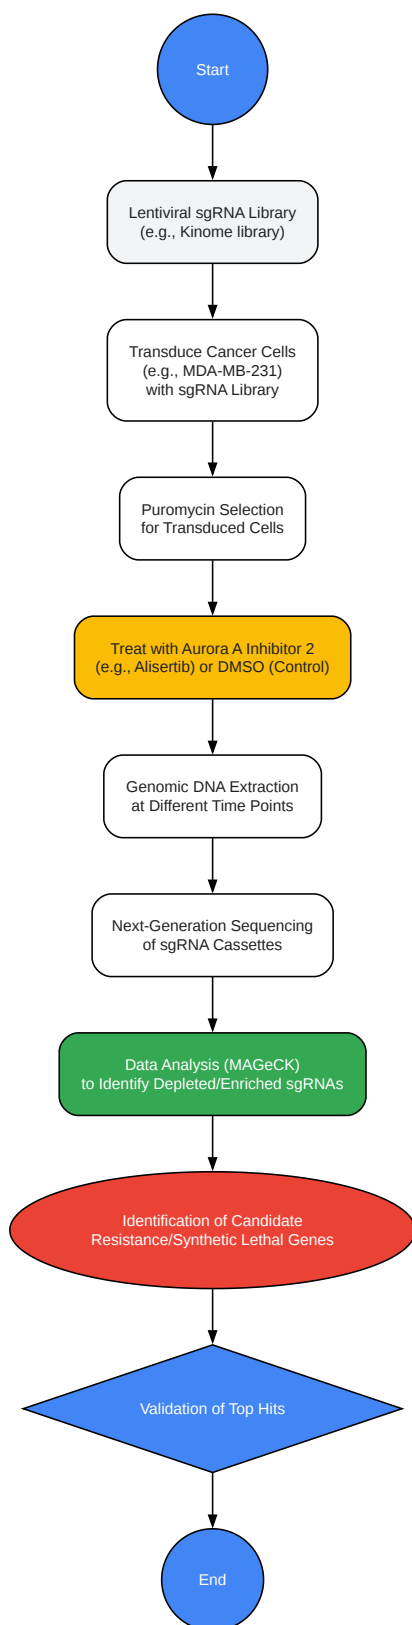 Start
Lentiviral sgRNA Library
(e.g., Kinome library)
Transduce Cancer Cells
(e.g., MDA-MB-231)
with sgRNA Library
Puromycin Selection
for Transduced Cells
Treat with Aurora A Inhibitor 2
(e.g., Alisertib) or DMSO (Control)
Genomic DNA Extraction
at Different Time Points
Next-Generation Sequencing
of sgRNA Cassettes
Data Analysis (MAGeCK)
to Identify Depleted/Enriched sgRNAs
Identification of Candidate
Resistance/Synthetic Lethal Genes
Validation of Top Hits
End